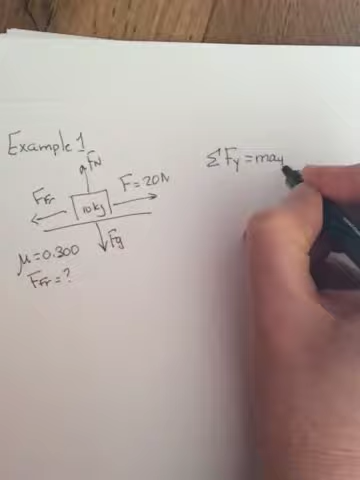 Example 1
FN
Ffr
F=20N
10kg
Fg
μ=0.300
Ffr=?
ΣFy=may